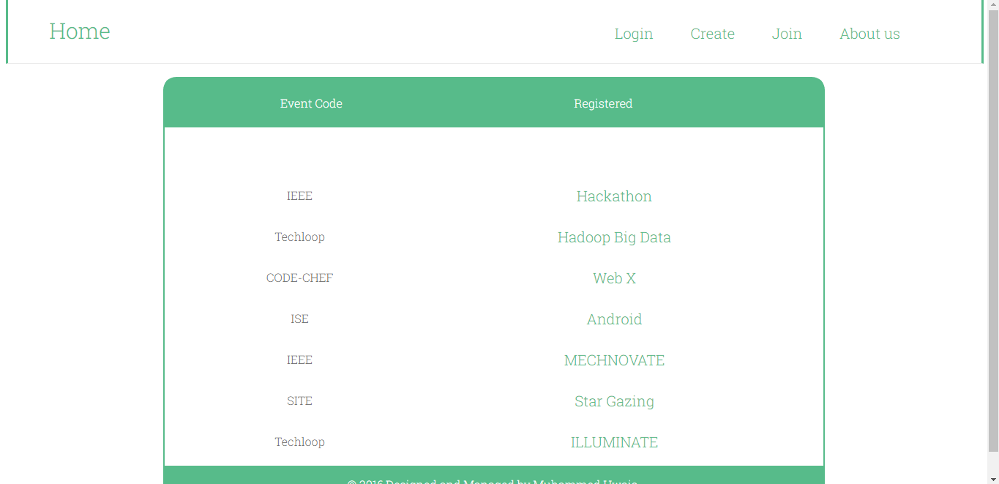 Home Login Create Join About us
Event Code Registered
IEEE Hackathon
Techloop Hadoop Big Data
CODE-CHEF Web X
ISE Android
IEEE MECHNOVATE
SITE Star Gazing
Techloop ILLUMINATE
© 2016 Designed and Managed by Muhammed Uwais